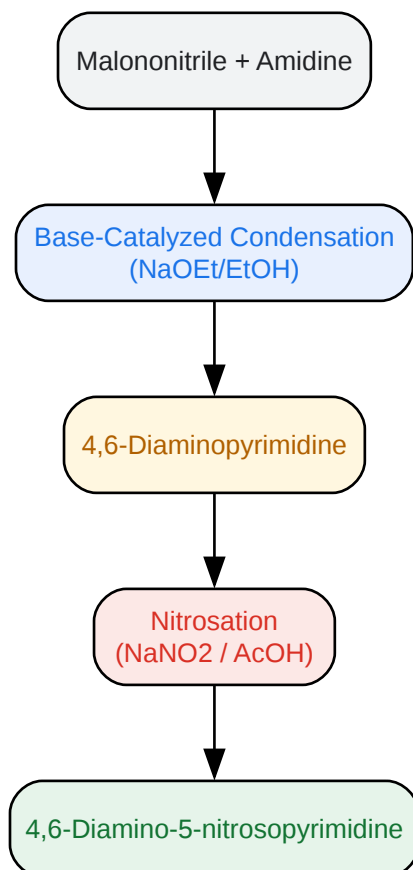 Malononitrile + Amidine
Base-Catalyzed Condensation
(NaOEt/EtOH)
4,6-Diaminopyrimidine
Nitrosation
(NaNO2 / AcOH)
4,6-Diamino-5-nitrosopyrimidine